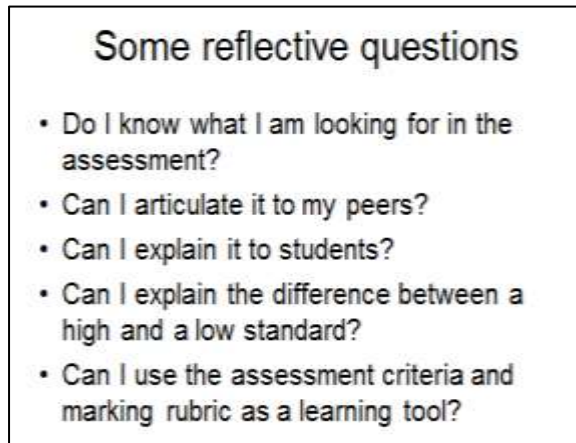 Some reflective questions
• Do I know what I am looking for in the
assessment?
• Can I articulate it to my peers?
• Can I explain it to students?
• Can I explain the difference between a
high and a low standard?
• Can I use the assessment criteria and
marking rubric as a learning tool?